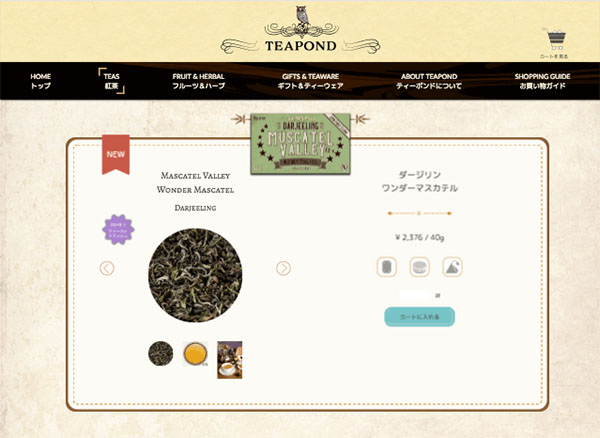 TEAPOND
カートを見る
HOME
トップ
TEAS
紅茶
FRUIT & HERBAL
フルーツ＆ハーブ
GIFTS & TEAWARE
ギフト＆ティーウェア
ABOUT TEAPOND
ティーポンドについて
SHOPPING GUIDE
お買い物ガイド
DARJEELING
MUSCATEL
VALLEY
NEW
Mascatel Valley
Wonder Mascatel
Darjeeling
ダージリン
ワンダーマスカテル
¥ 2,376 / 40g
カートに入れる